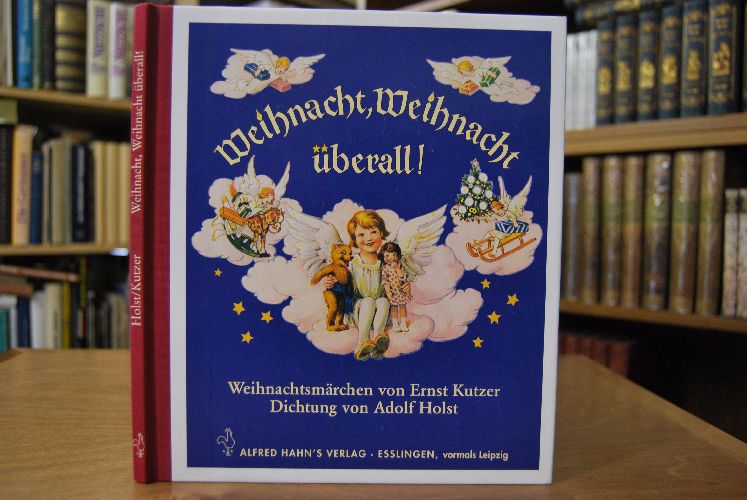 Weihnacht, Weihnacht
überall!
Weihnachtsmärchen von Ernst Kutzer
Dichtung von Adolf Holst
ALFRED HAHN'S VERLAG · ESSLINGEN, vormals Leipzig
Holst/Kutzer Weihnacht, Weihnacht überall!